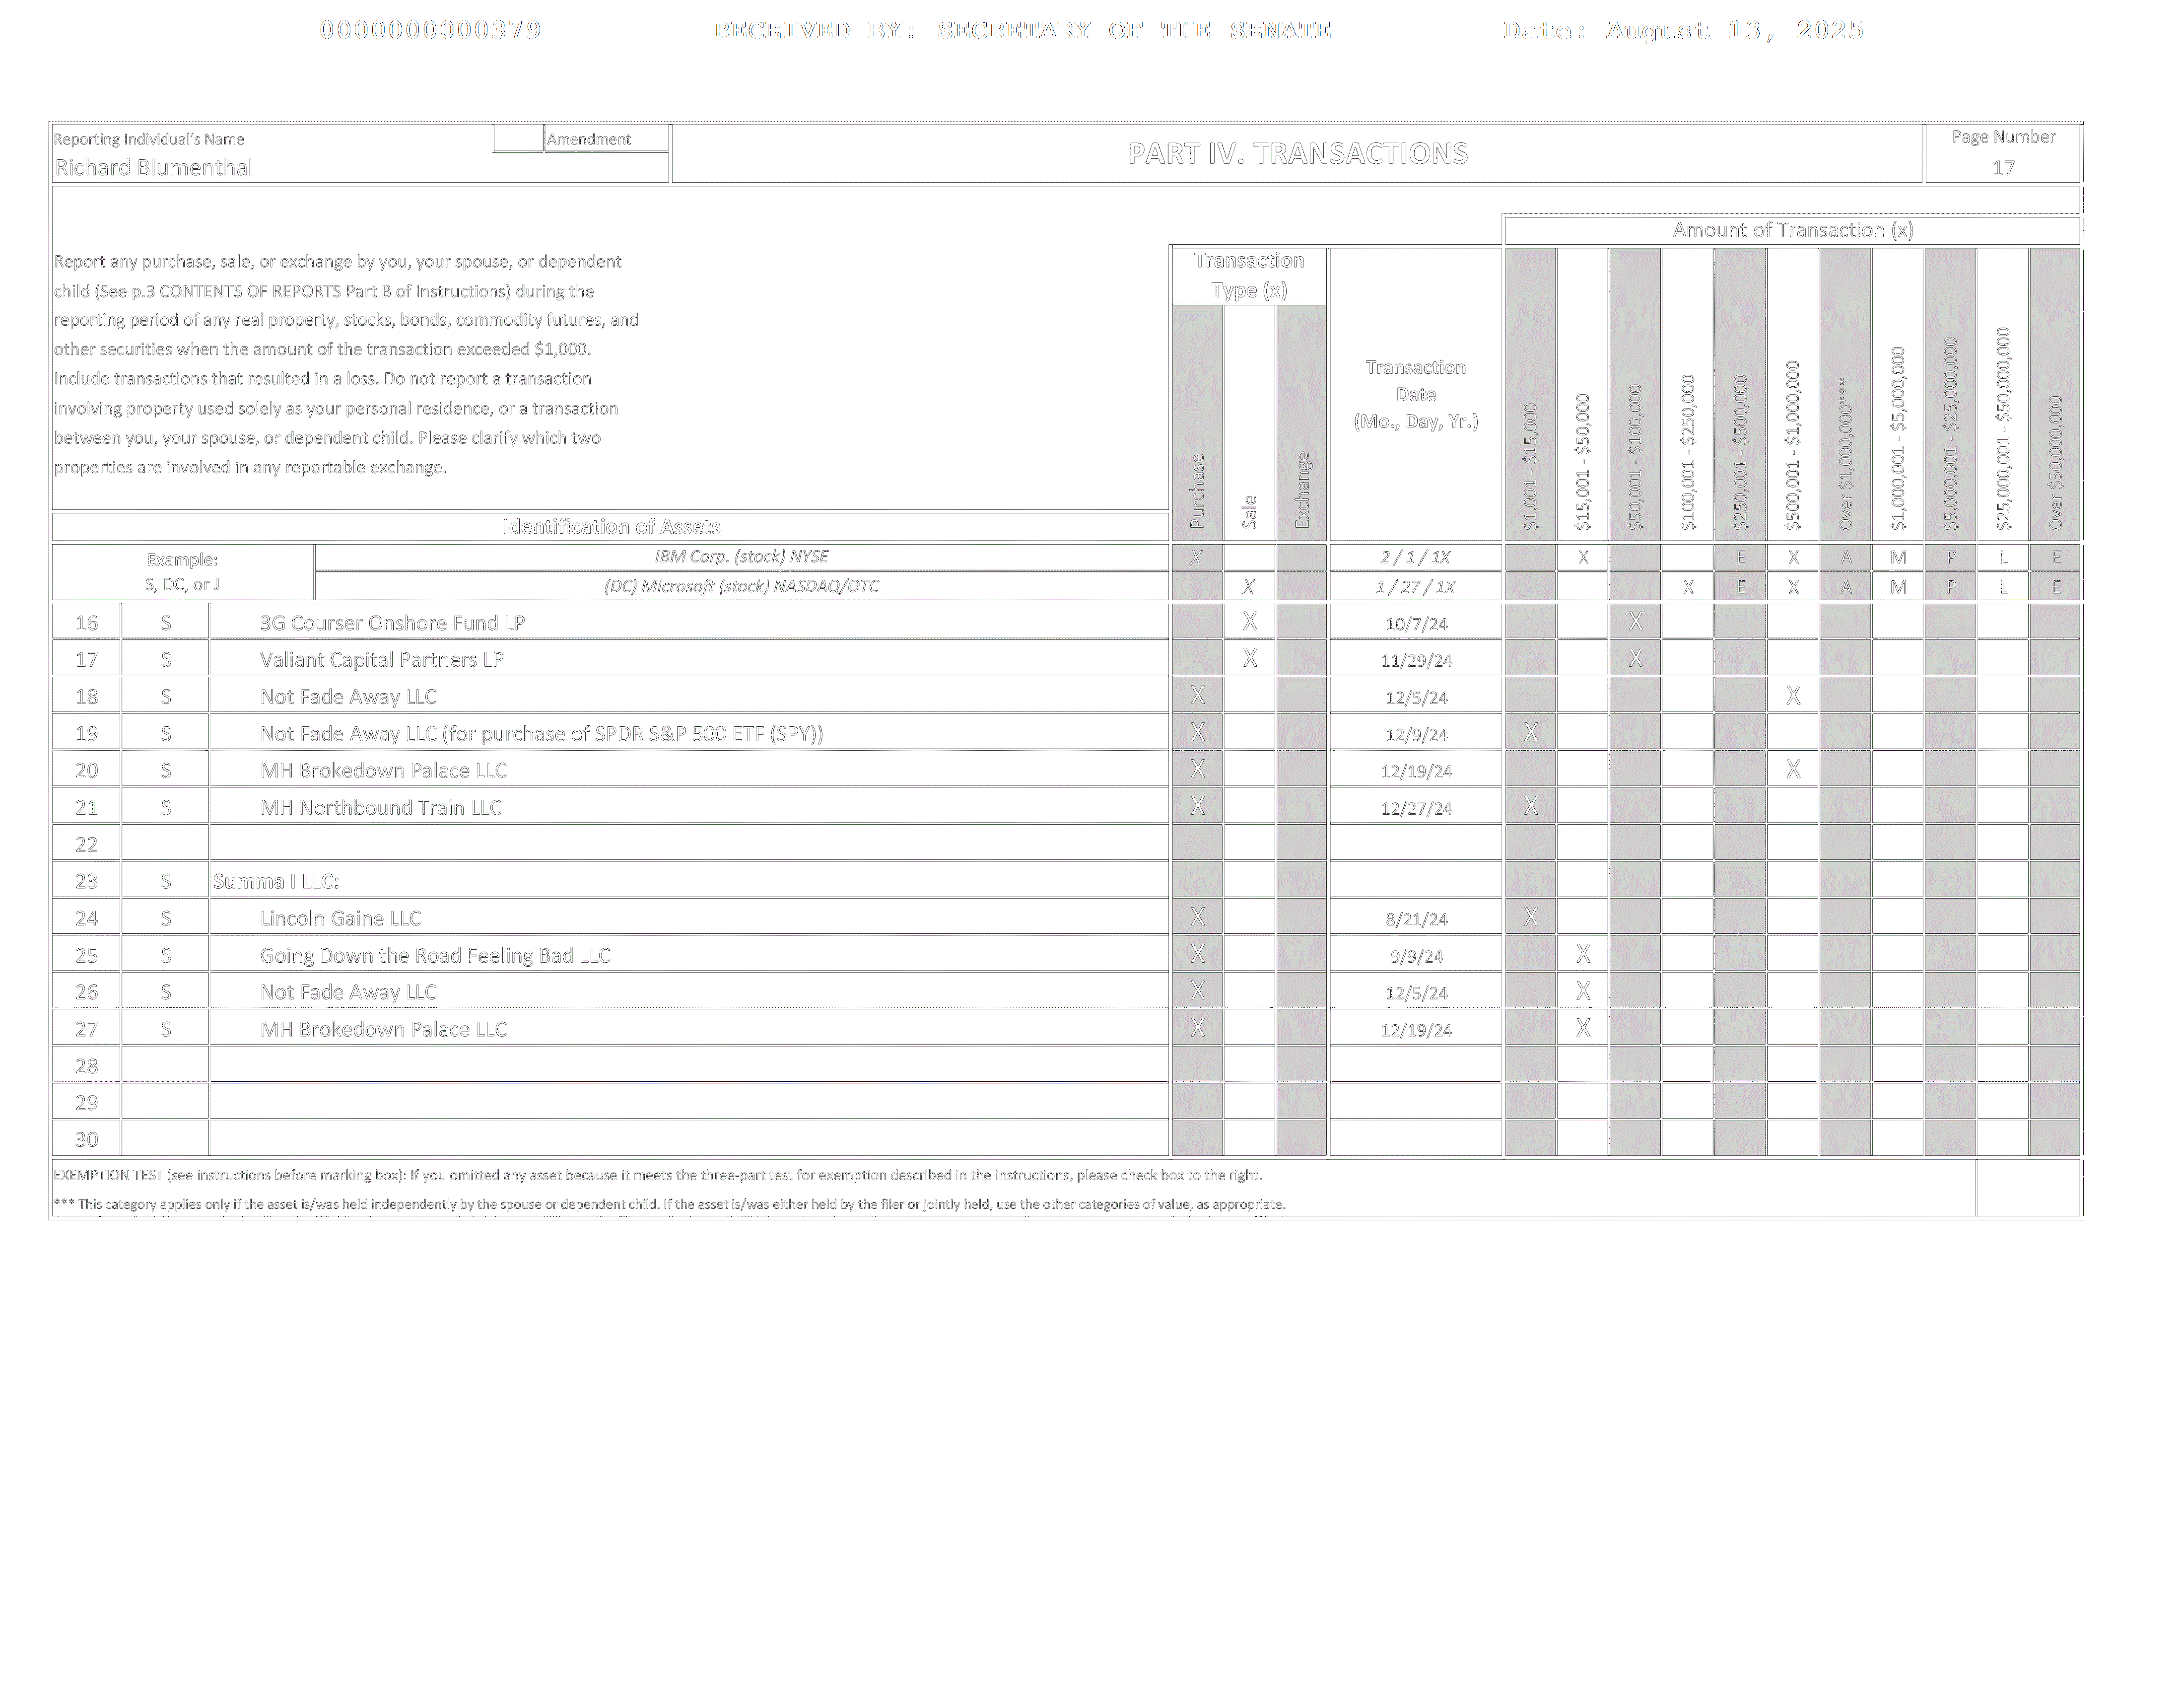 0000000000379 RECEIVED BY: SECRETARY OF THE SENATE Date: August 13, 2025
Reporting Individual's Name
Amendment
Richard Blumenthal
PART IV. TRANSACTIONS
Page Number
17
Report any purchase, sale, or exchange by you, your spouse, or dependent
child (See p.3 CONTENTS OF REPORTS Part B of Instructions) during the
reporting period of any real property, stocks, bonds, commodity futures, and
other securities when the amount of the transaction exceeded $1,000.
Include transactions that resulted in a loss. Do not report a transaction
involving property used solely as your personal residence, or a transaction
between you, your spouse, or dependent child. Please clarify which two
properties are involved in any reportable exchange.
Identification of Assets
Transaction
Type (x)
Purchase
Sale
Exchange
Transaction
Date
(Mo., Day, Yr.)
Amount of Transaction (x)
$1,001 - $15,000
$15,001 - $50,000
$50,001 - $100,000
$100,001 - $250,000
$250,001 - $500,000
$500,001 - $1,000,000
Over $1,000,000***
$1,000,001 - $5,000,000
$5,000,001 - $25,000,000
$25,000,001 - $50,000,000
Over $50,000,000
Example:
S, DC, or J
IBM Corp. (stock) NYSE X 2 / 1 / 1X X E X A M P L E
(DC) Microsoft (stock) NASDAQ/OTC X 1 / 27 / 1X X E X A M P L E
16 S 3G Courser Onshore Fund LP X 10/7/24 X
17 S Valiant Capital Partners LP X 11/29/24 X
18 S Not Fade Away LLC X 12/5/24 X
19 S Not Fade Away LLC (for purchase of SPDR S&P 500 ETF (SPY)) X 12/9/24 X
20 S MH Brokedown Palace LLC X 12/19/24 X
21 S MH Northbound Train LLC X 12/27/24 X
22
23 S Summa I LLC:
24 S Lincoln Gaine LLC X 8/21/24 X
25 S Going Down the Road Feeling Bad LLC X 9/9/24 X
26 S Not Fade Away LLC X 12/5/24 X
27 S MH Brokedown Palace LLC X 12/19/24 X
28
29
30
EXEMPTION TEST (see instructions before marking box): If you omitted any asset because it meets the three-part test for exemption described in the instructions, please check box to the right.
*** This category applies only if the asset is/was held independently by the spouse or dependent child. If the asset is/was either held by the filer or jointly held, use the other categories of value, as appropriate.